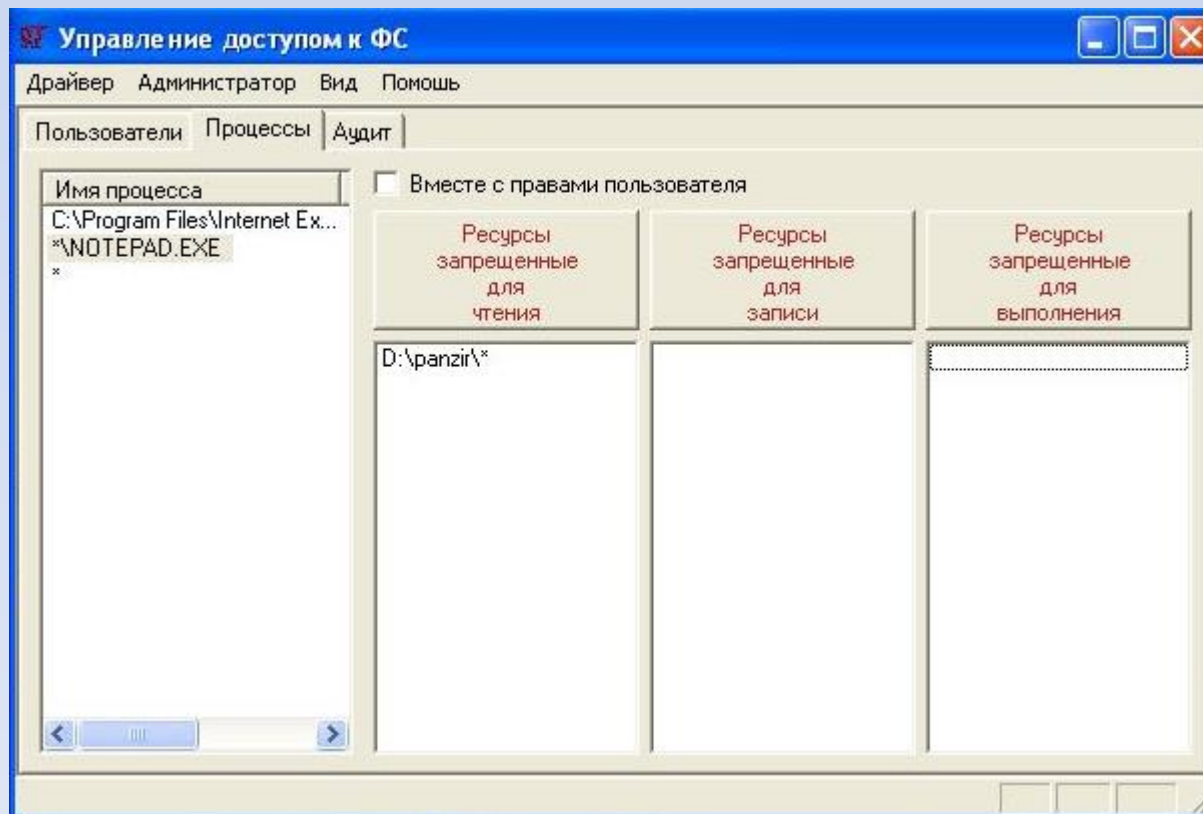 Управление доступом к ФС
Драйвер Администратор Вид Помошь
Пользователи Процессы Аудит
Имя процесса
C:\Program Files\Internet Ex...
*\NOTEPAD.EXE
*
Вместе с правами пользователя
Ресурсы
запрещенные
для
чтения
Ресурсы
запрещенные
для
записи
Ресурсы
запрещенные
для
выполнения
D:\panzir\*